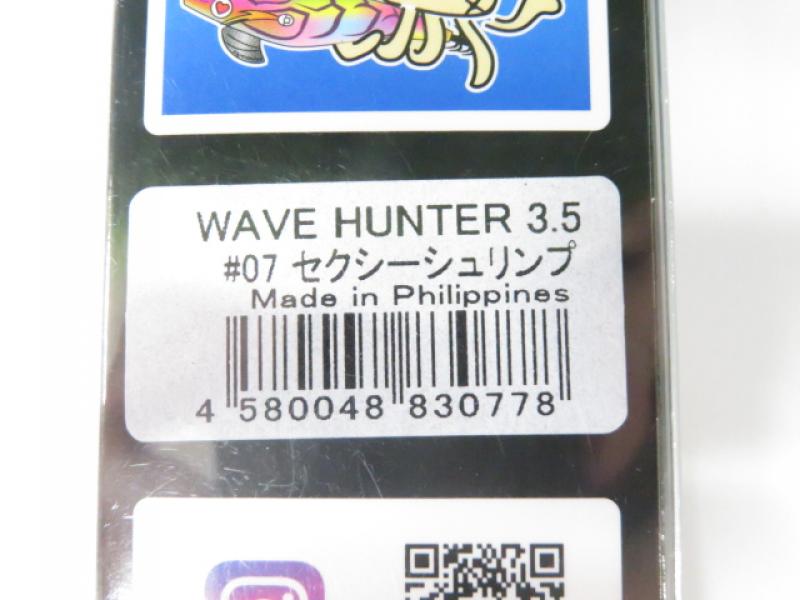 WAVE HUNTER 3.5
#07 セクシーシュリンプ
Made in Philippines
4 580048 830778